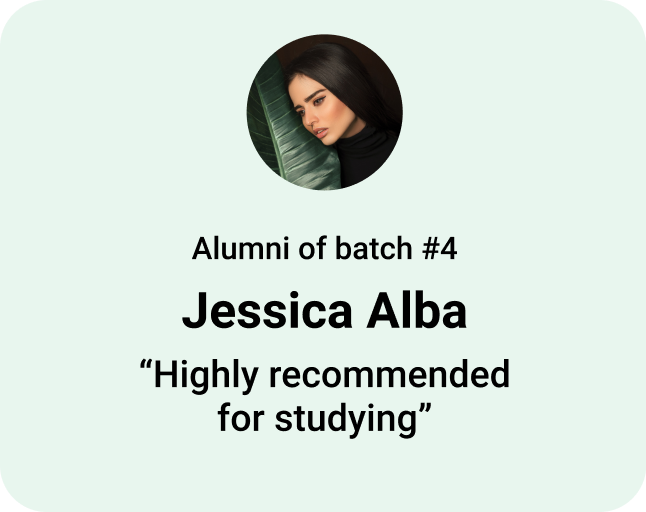 Alumni of batch #4
Jessica Alba
“Highly recommended
for studying”